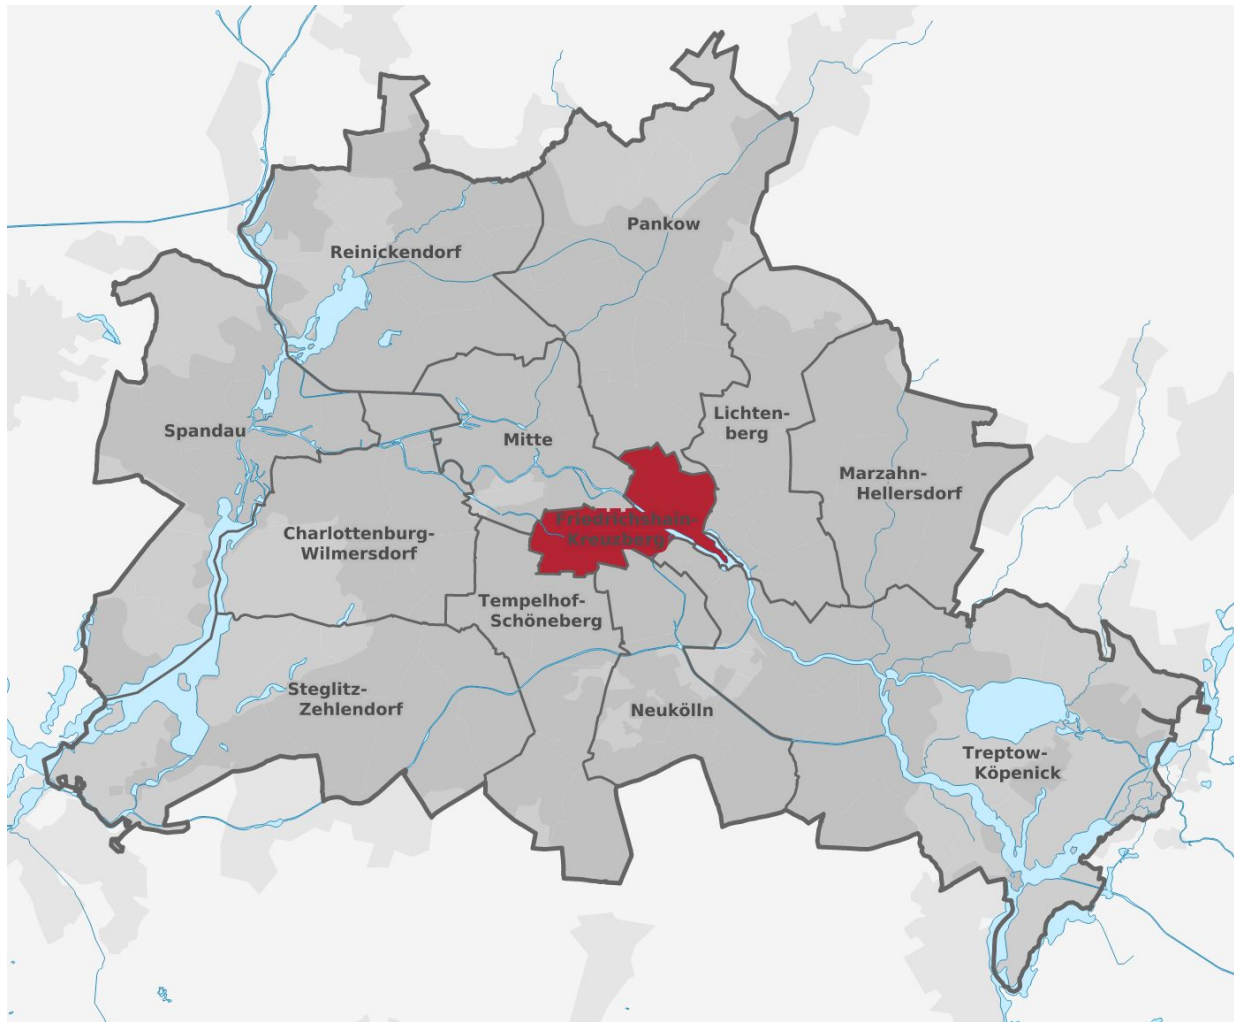 Pankow
Reinickendorf
Lichten-
berg
Spandau
Mitte
Marzahn-
Hellersdorf
Friedrichshain-
Kreuzberg
Charlottenburg-
Wilmersdorf
Tempelhof-
Schöneberg
Steglitz-
Zehlendorf
Neukölln
Treptow-
Köpenick